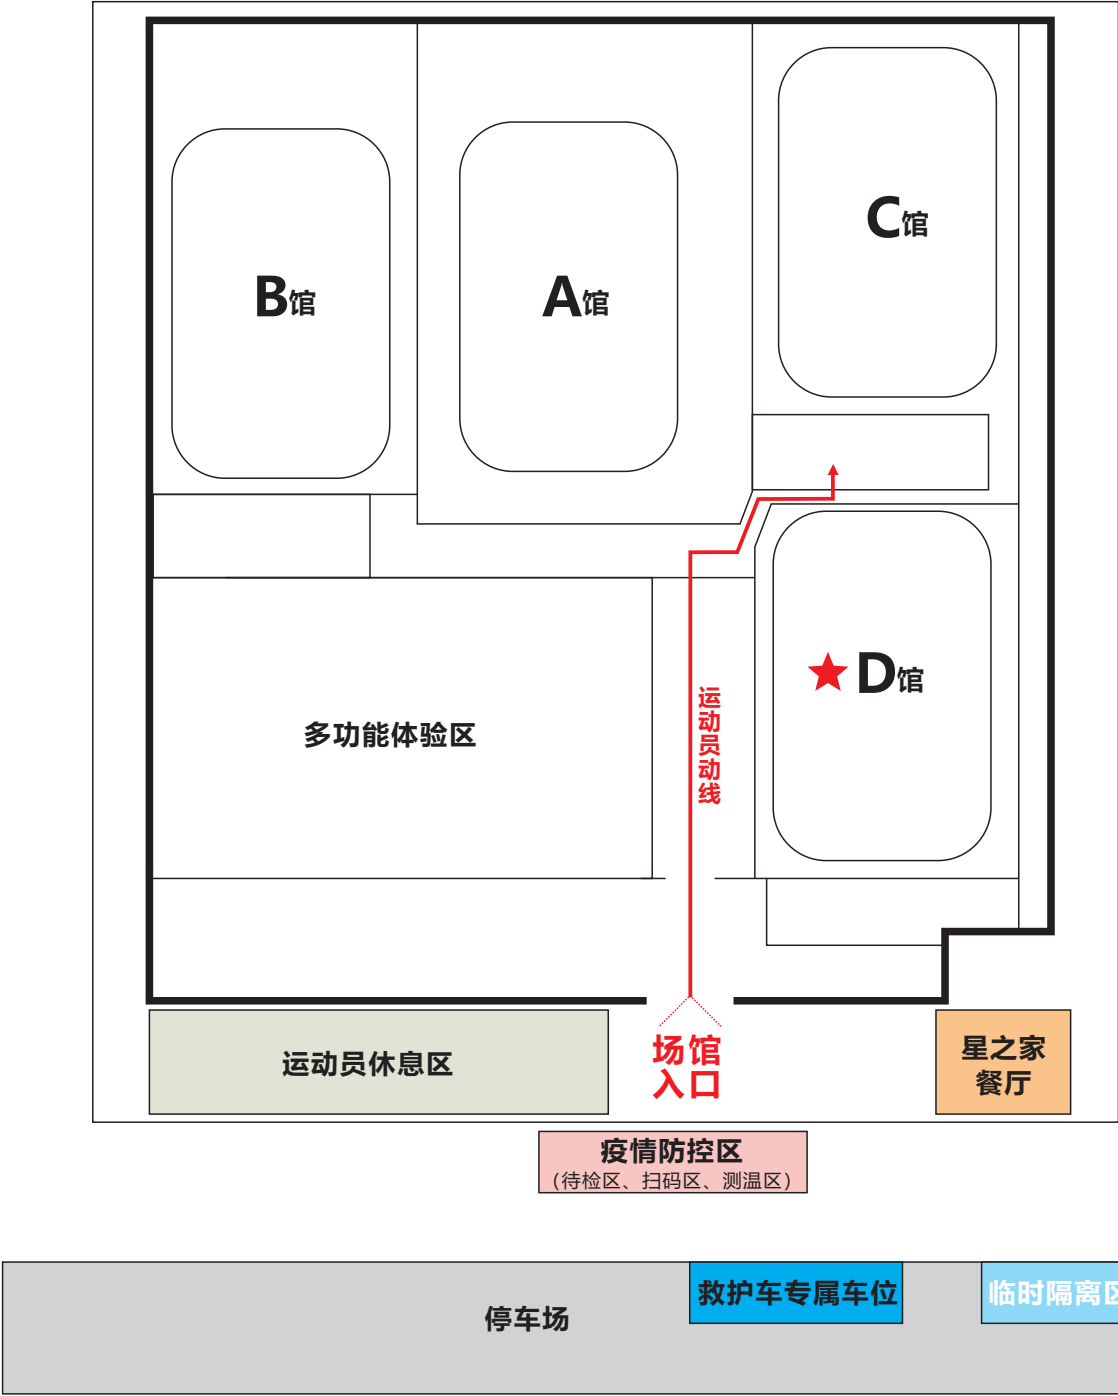 C馆
B馆
A馆
D馆
运动员动线
多功能体验区
场馆
入口
运动员休息区
星之家
餐厅
疫情防控区
（待检区、扫码区、测温区）
救护车专属车位
临时隔离区
停车场